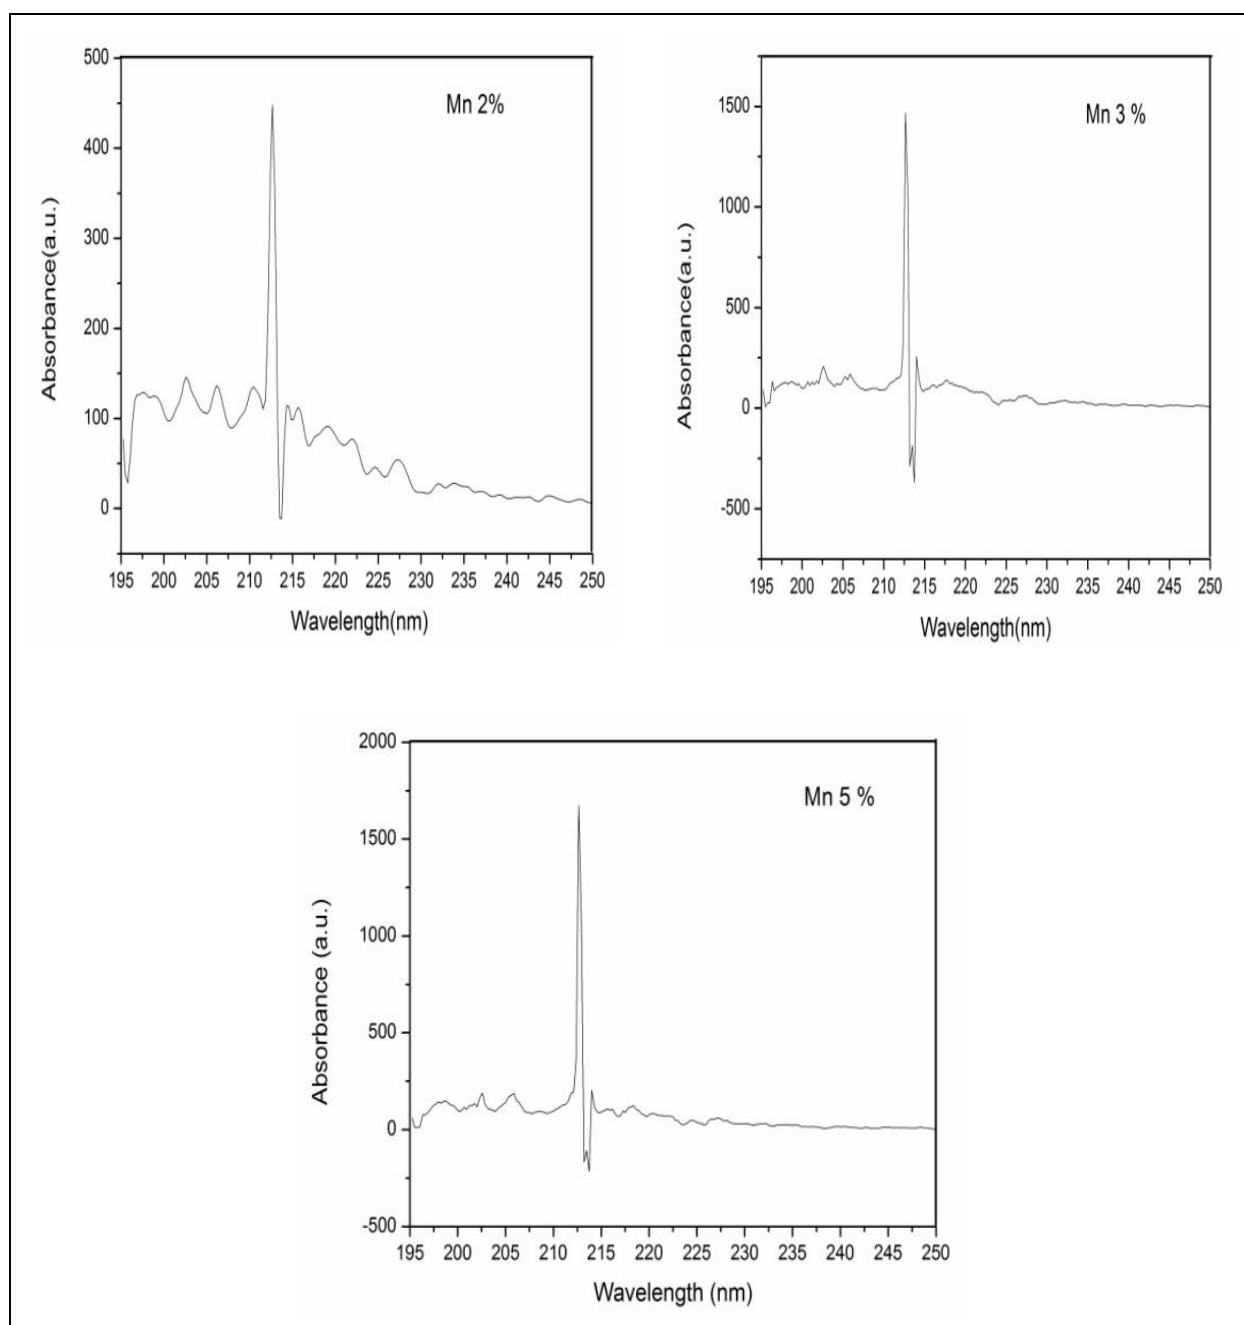 500
Mn 2%
400
300
200
100
0
Absorbance(a.u.)
195 200 205 210 215 220 225 230 235 240 245 250
Wavelength(nm)
1500
Mn 3 %
1000
500
0
-500
Absorbance(a.u.)
195 200 205 210 215 220 225 230 235 240 245 250
Wavelength(nm)
2000
Mn 5 %
1500
1000
500
0
-500
Absorbance (a.u.)
195 200 205 210 215 220 225 230 235 240 245 250
Wavelength (nm)